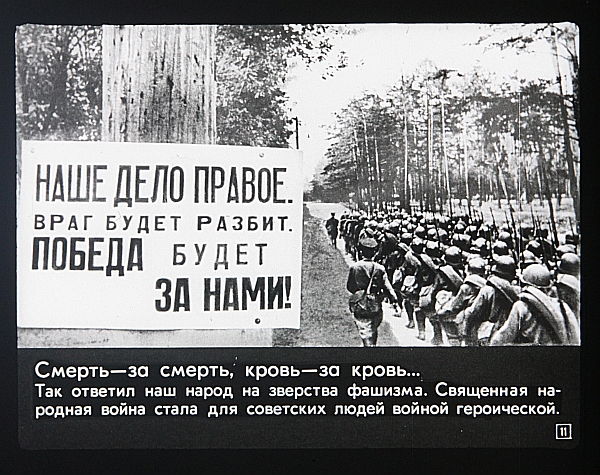 НАШЕ ДЕЛО ПРАВОЕ.
ВРАГ БУДЕТ РАЗБИТ.
ПОБЕДА БУДЕТ
ЗА НАМИ!
Смерть—за смерть, кровь—за кровь...
Так ответил наш народ на зверства фашизма. Священная на-
родная война стала для советских людей войной героической.
11